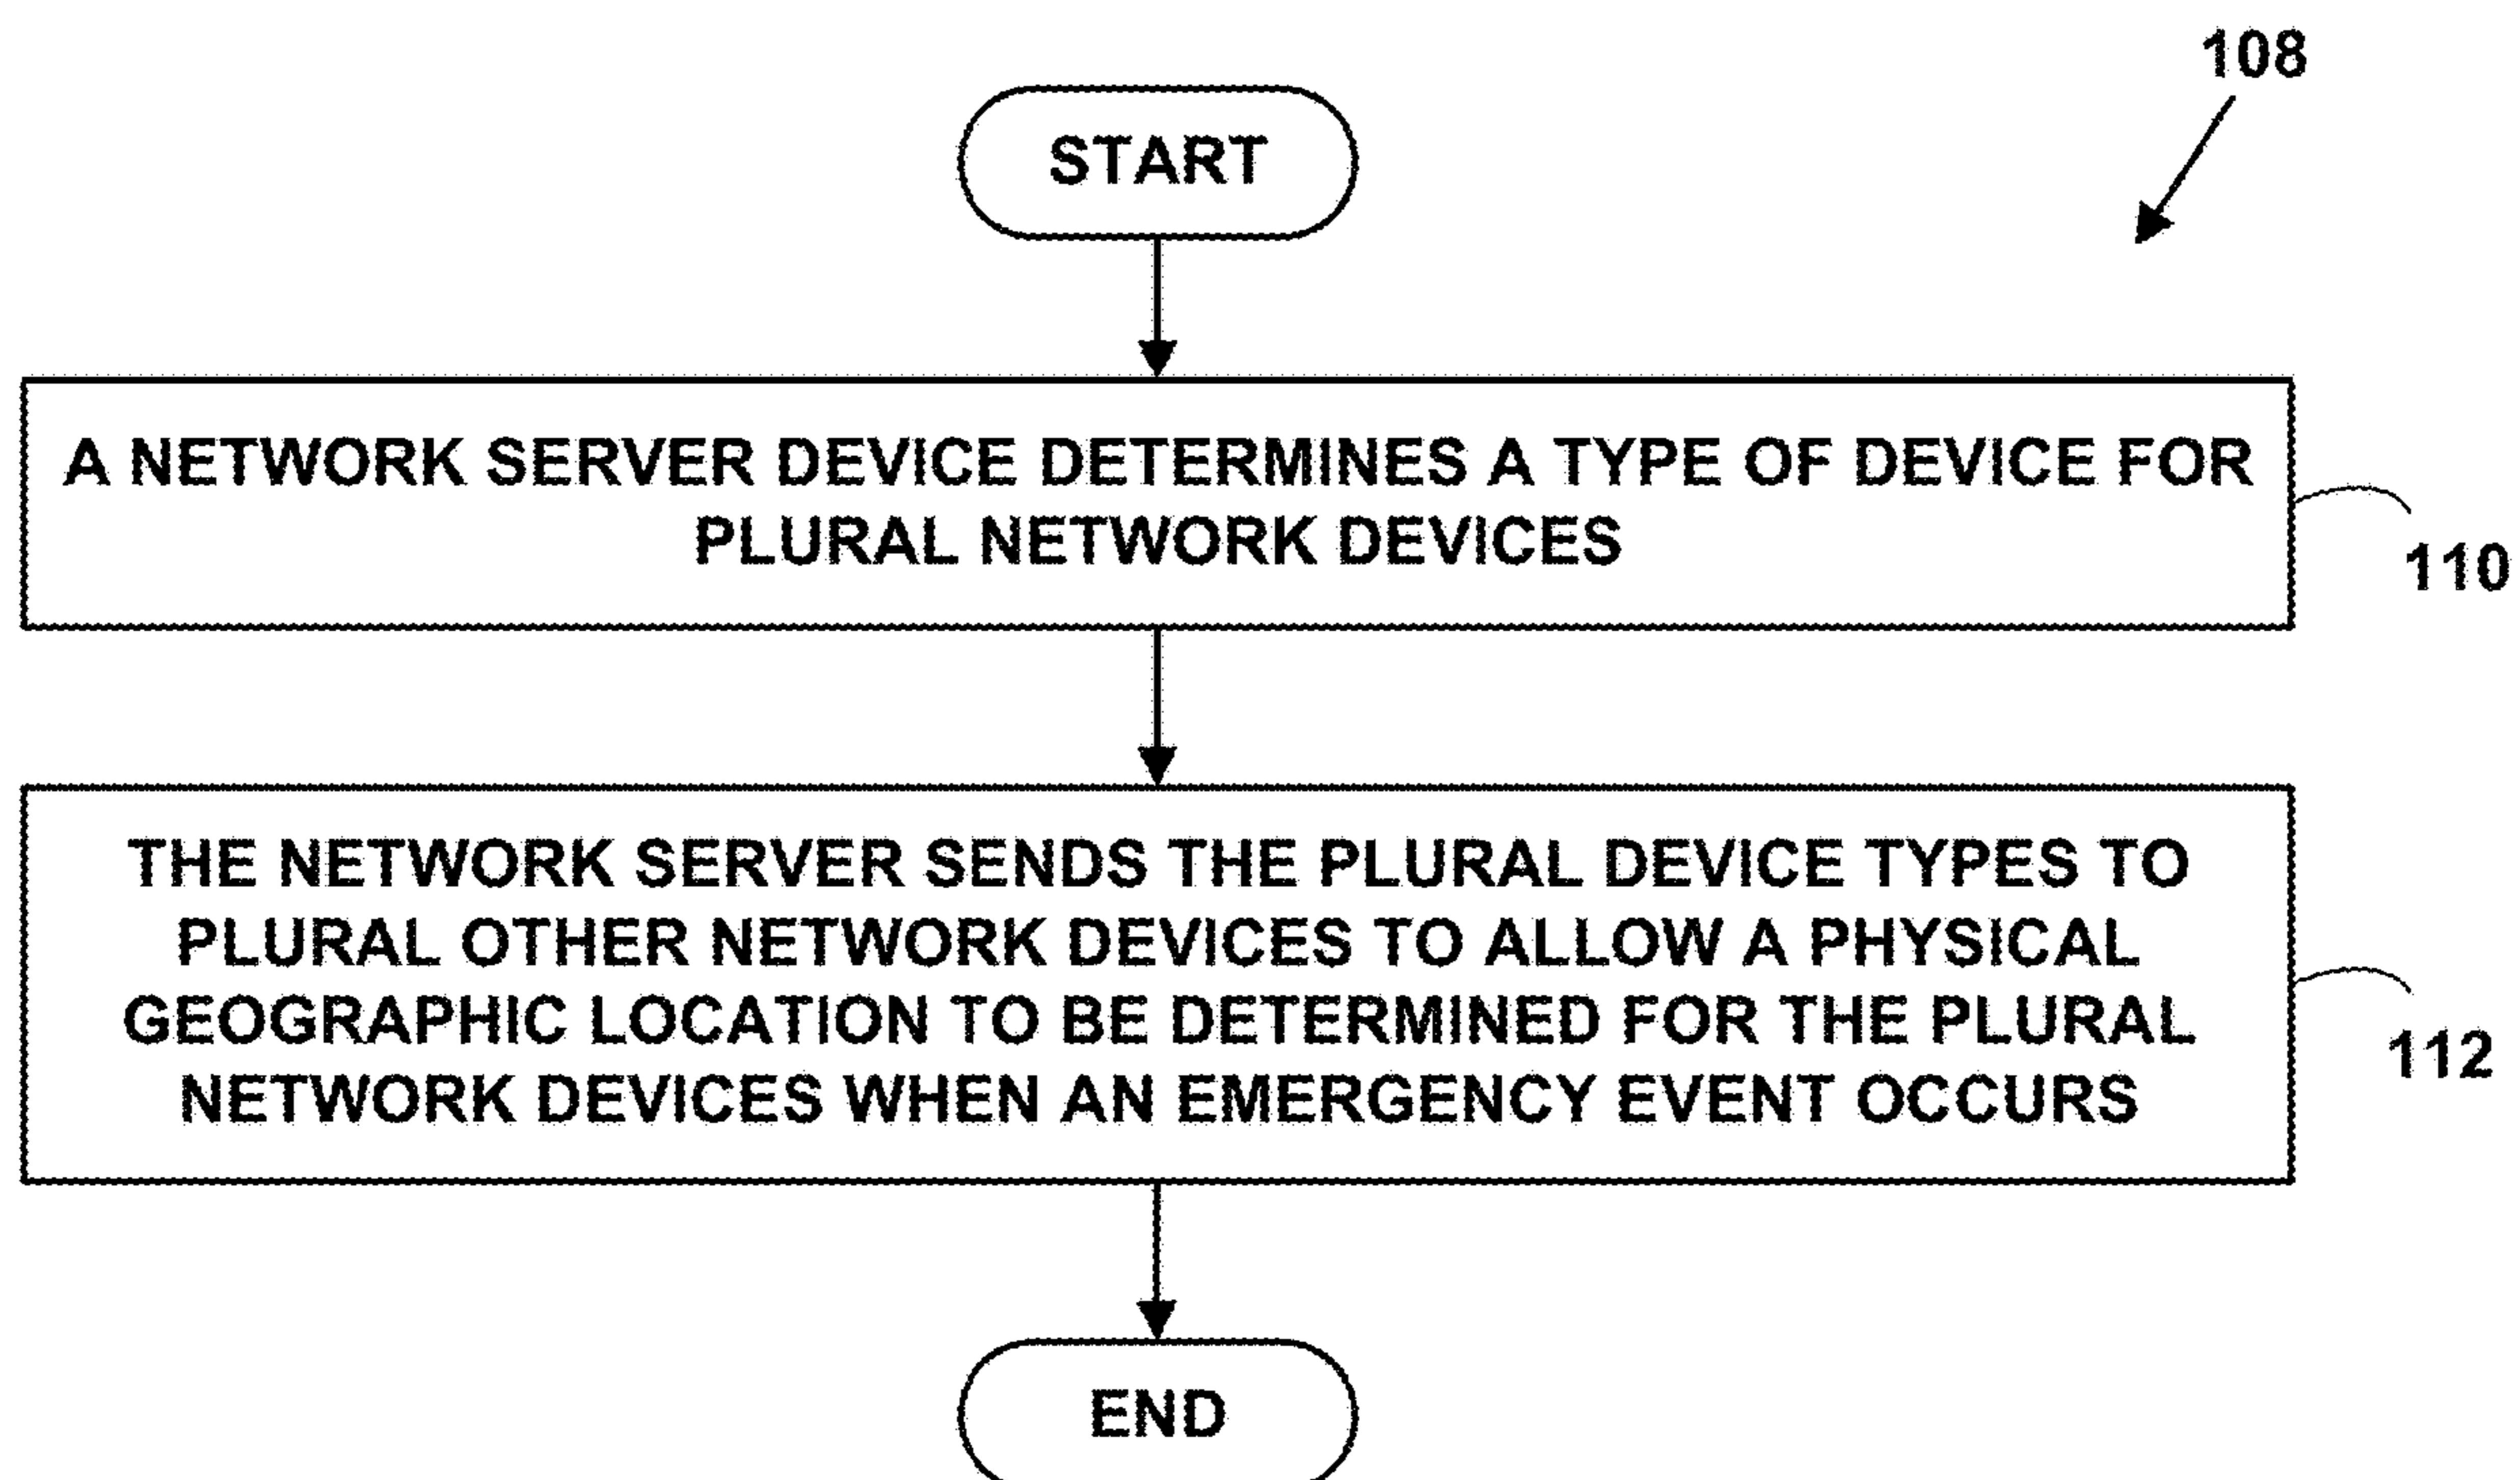 108
START
A NETWORK SERVER DEVICE DETERMINES A TYPE OF DEVICE FOR
PLURAL NETWORK DEVICES
110
THE NETWORK SERVER SENDS THE PLURAL DEVICE TYPES TO
PLURAL OTHER NETWORK DEVICES TO ALLOW A PHYSICAL
GEOGRAPHIC LOCATION TO BE DETERMINED FOR THE PLURAL
NETWORK DEVICES WHEN AN EMERGENCY EVENT OCCURS
112
END